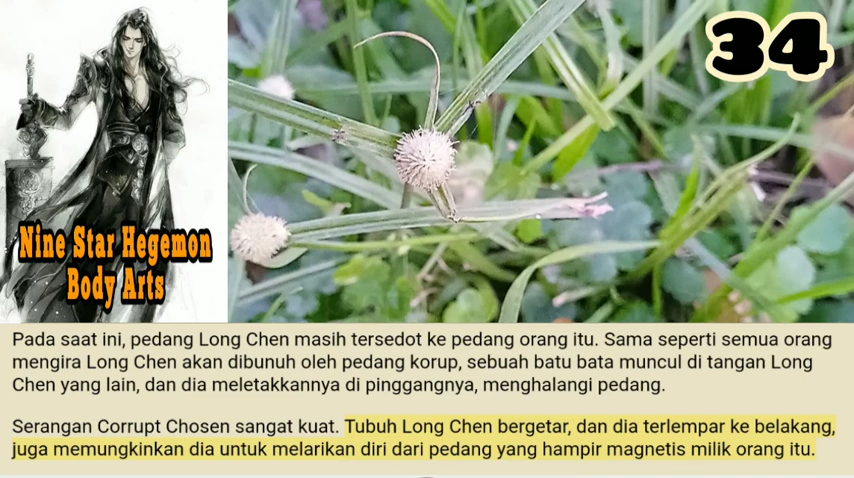 34
Nine Star Hegemon
Body Arts
Pada saat ini, pedang Long Chen masih tersedot ke pedang orang itu. Sama seperti semua orang
mengira Long Chen akan dibunuh oleh pedang korup, sebuah batu bata muncul di tangan Long
Chen yang lain, dan dia meletakkannya di pinggangnya, menghalangi pedang.
Serangan Corrupt Chosen sangat kuat. Tubuh Long Chen bergetar, dan dia terlempar ke belakang,
juga memungkinkan dia untuk melarikan diri dari pedang yang hampir magnetis milik orang itu.